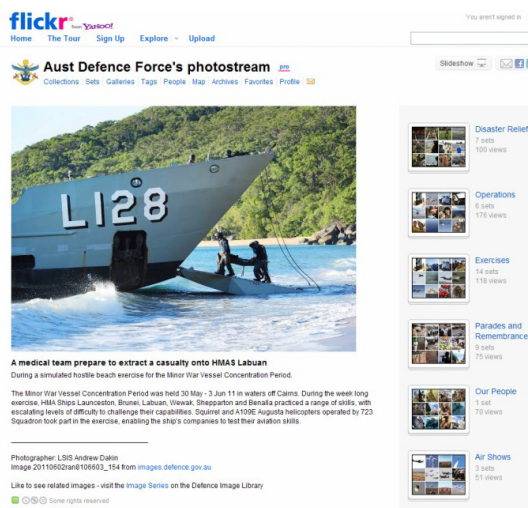 flickr from YAHOO!
You aren't signed in
Home The Tour Sign Up Explore Upload
Aust Defence Force's photostream pro
Slideshow
Collections Sets Galleries Tags People Map Archives Favorites Profile
L128
A medical team prepare to extract a casualty onto HMAS Labuan
During a simulated hostile beach exercise for the Minor War Vessel Concentration Period.
The Minor War Vessel Concentration Period was held 30 May - 3 Jun 11 in waters off Cairns. During the week long
exercise, HMA Ships Launceston, Brunei, Labuan, Wewak, Shepparton and Benalla practiced a range of skills, with
escalating levels of difficulty to challenge their capabilities. Squirrel and A109E Augusta helicopters operated by 723
Squadron took part in the exercise, enabling the ship's companies to test their aviation skills.
Photographer: LSIS Andrew Dakin
Image 20110602ran8106603_154 from images.defence.gov.au
Like to see related images - visit the Image Series on the Defence Image Library
Some rights reserved
Disaster Relief
7 sets
100 views
Operations
6 sets
178 views
Exercises
14 sets
118 views
Parades and
Remembrance
9 sets
75 views
Our People
1 set
70 views
Air Shows
3 sets
51 views